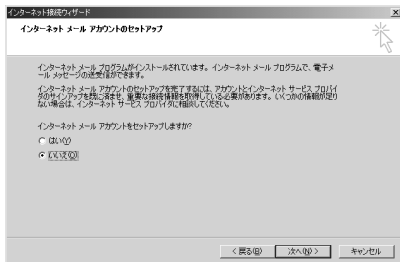 インターネット接続ウィザード
インターネット メール アカウントのセットアップ
インターネット メール プログラムがインストールされています。インターネット メール プログラムで、電子メ
ール メッセージの送受信ができます。
インターネット メール アカウントのセットアップを完了するには、アカウントとインターネット サービス プロバイ
ダのサインアップを既に済ませ、重要な接続情報を取得している必要があります。いくつかの情報が足り
ない場合は、インターネット サービス プロバイダに相談してください。
インターネット メール アカウントをセットアップしますか?
はい(Y)
いいえ(O)
< 戻る(B)
次へ(N) >
キャンセル